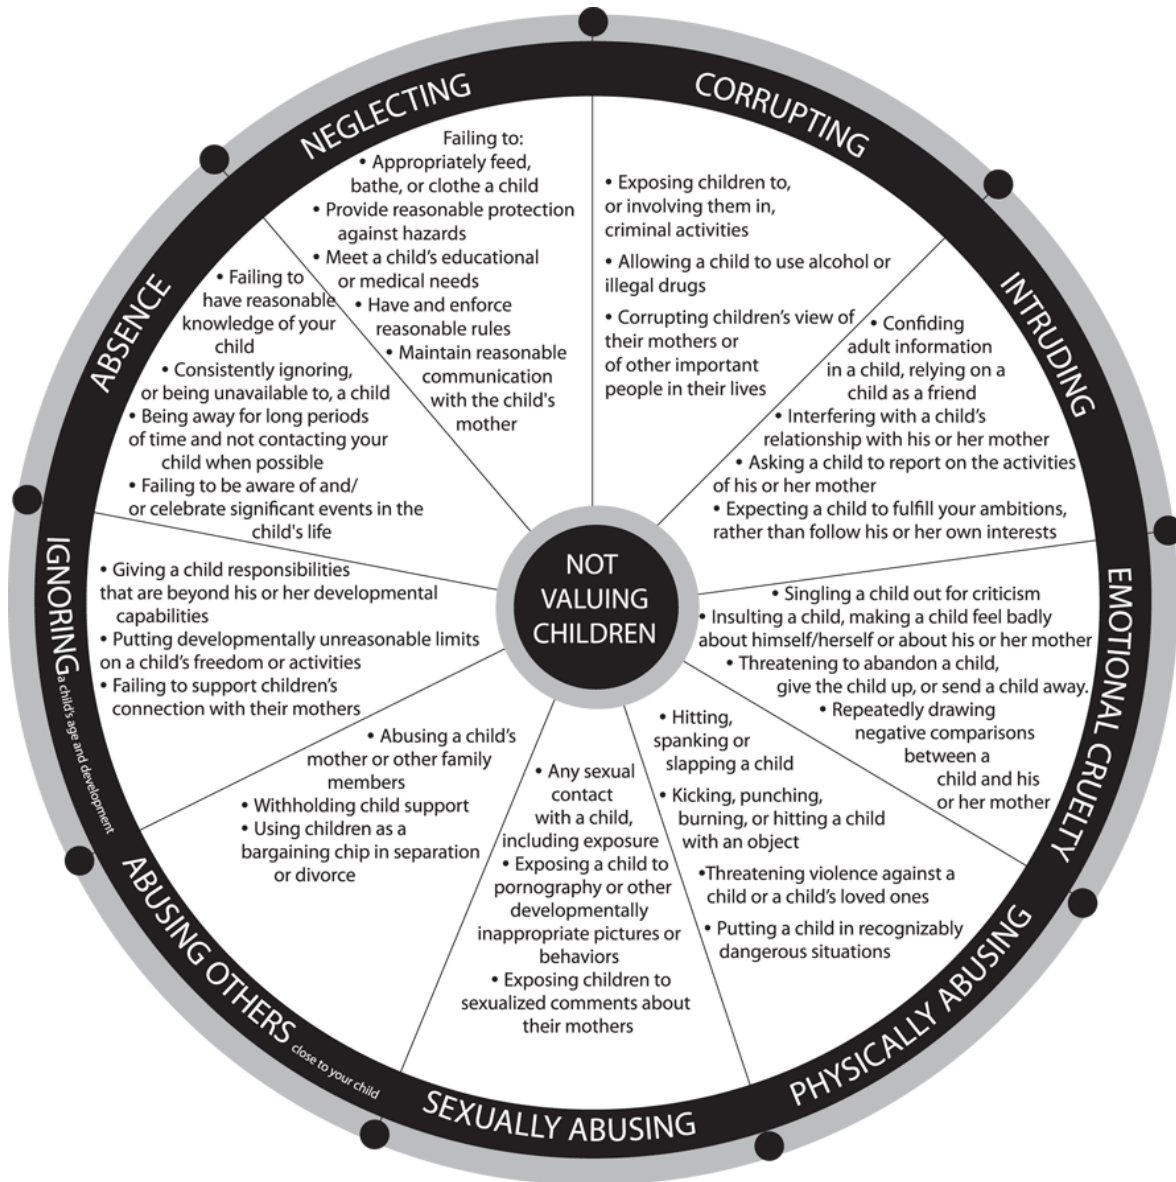 NOT
VALUING
CHILDREN
CORRUPTING
• Exposing children to,
or involving them in,
criminal activities
• Allowing a child to use alcohol or
illegal drugs
• Corrupting children's view of
their mothers or
of other important
people in their lives
INTRUDING
• Confiding
adult information
in a child, relying on a
child as a friend
• Interfering with a child's
relationship with his or her mother
• Asking a child to report on the activities
of his or her mother
• Expecting a child to fulfill your ambitions,
rather than follow his or her own interests
EMOTIONAL CRUELTY
• Singling a child out for criticism
• Insulting a child, making a child feel badly
about himself/herself or about his or her mother
• Threatening to abandon a child,
give the child up, or send a child away.
• Repeatedly drawing
negative comparisons
between a
child and his
or her mother
PHYSICALLY ABUSING
• Hitting,
spanking or
slapping a child
• Kicking, punching,
burning, or hitting a child
with an object
•Threatening violence against a
child or a child's loved ones
• Putting a child in recognizably
dangerous situations
SEXUALLY ABUSING
• Any sexual
contact
with a child,
including exposure
• Exposing a child to
pornography or other
developmentally
inappropriate pictures or
behaviors
• Exposing children to
sexualized comments about
their mothers
ABUSING OTHERS close to your child
• Abusing a child's
mother or other family
members
• Withholding child support
• Using children as a
bargaining chip in separation
or divorce
IGNORING a child's age and development
• Giving a child responsibilities
that are beyond his or her developmental
capabilities
• Putting developmentally unreasonable limits
on a child's freedom or activities
• Failing to support children's
connection with their mothers
ABSENCE
• Failing to
have reasonable
knowledge of your
child
• Consistently ignoring,
or being unavailable to, a child
• Being away for long periods
of time and not contacting your
child when possible
• Failing to be aware of and/
or celebrate significant events in the
child's life
NEGLECTING
Failing to:
• Appropriately feed,
bathe, or clothe a child
• Provide reasonable protection
against hazards
• Meet a child's educational
or medical needs
• Have and enforce
reasonable rules
• Maintain reasonable
communication
with the child's
mother